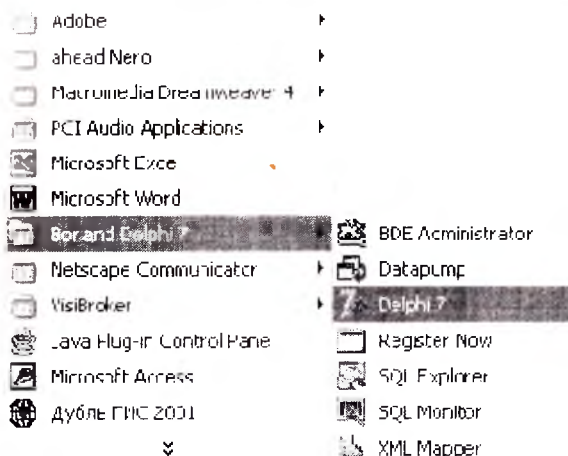 Adobe
ahead Nero
Macromedia Dreamweaver 4
PCI Audio Applications
Microsoft Excel
Microsoft Word
Borland Delphi 7
Netscape Communicator
VisiBroker
Java Plug-in Control Panel
Microsoft Access
Дубль ГИС 2001
BDE Administrator
Datapump
Delphi 7
Register Now
SQL Explorer
SQL Monitor
XML Mapper